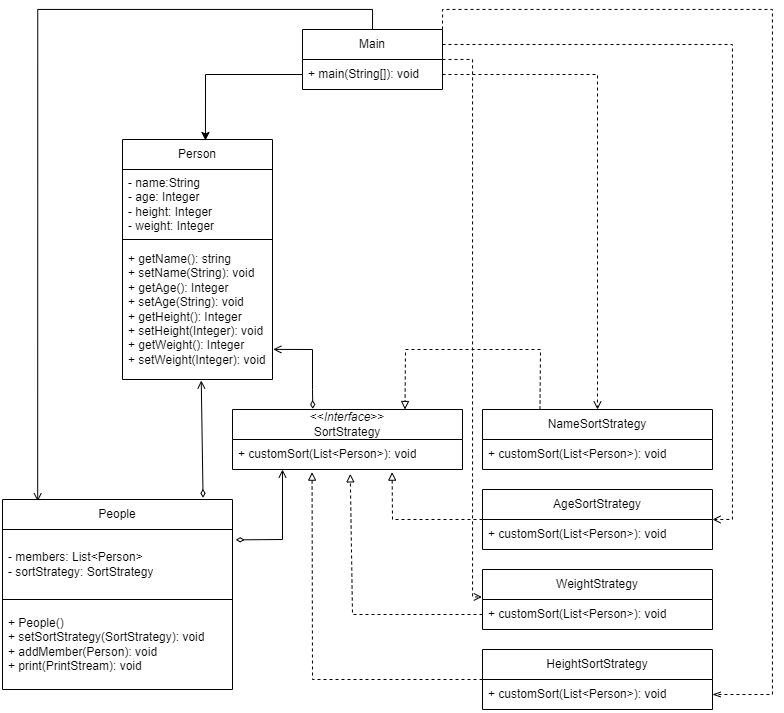 Main
+ main(String[]): void
Person
- name:String
- age: Integer
- height: Integer
- weight: Integer
+ getName(): string
+ setName(String): void
+ getAge(): Integer
+ setAge(String): void
+ getHeight(): Integer
+ setHeight(Integer): void
+ getWeight(): Integer
+ setWeight(Integer): void
<<Interface>>
SortStrategy
+ customSort(List<Person>): void
NameSortStrategy
+ customSort(List<Person>): void
AgeSortStrategy
+ customSort(List<Person>): void
WeightStrategy
+ customSort(List<Person>): void
HeightSortStrategy
+ customSort(List<Person>): void
People
- members: List<Person>
- sortStrategy: SortStrategy
+ People()
+ setSortStrategy(SortStrategy): void
+ addMember(Person): void
+ print(PrintStream): void